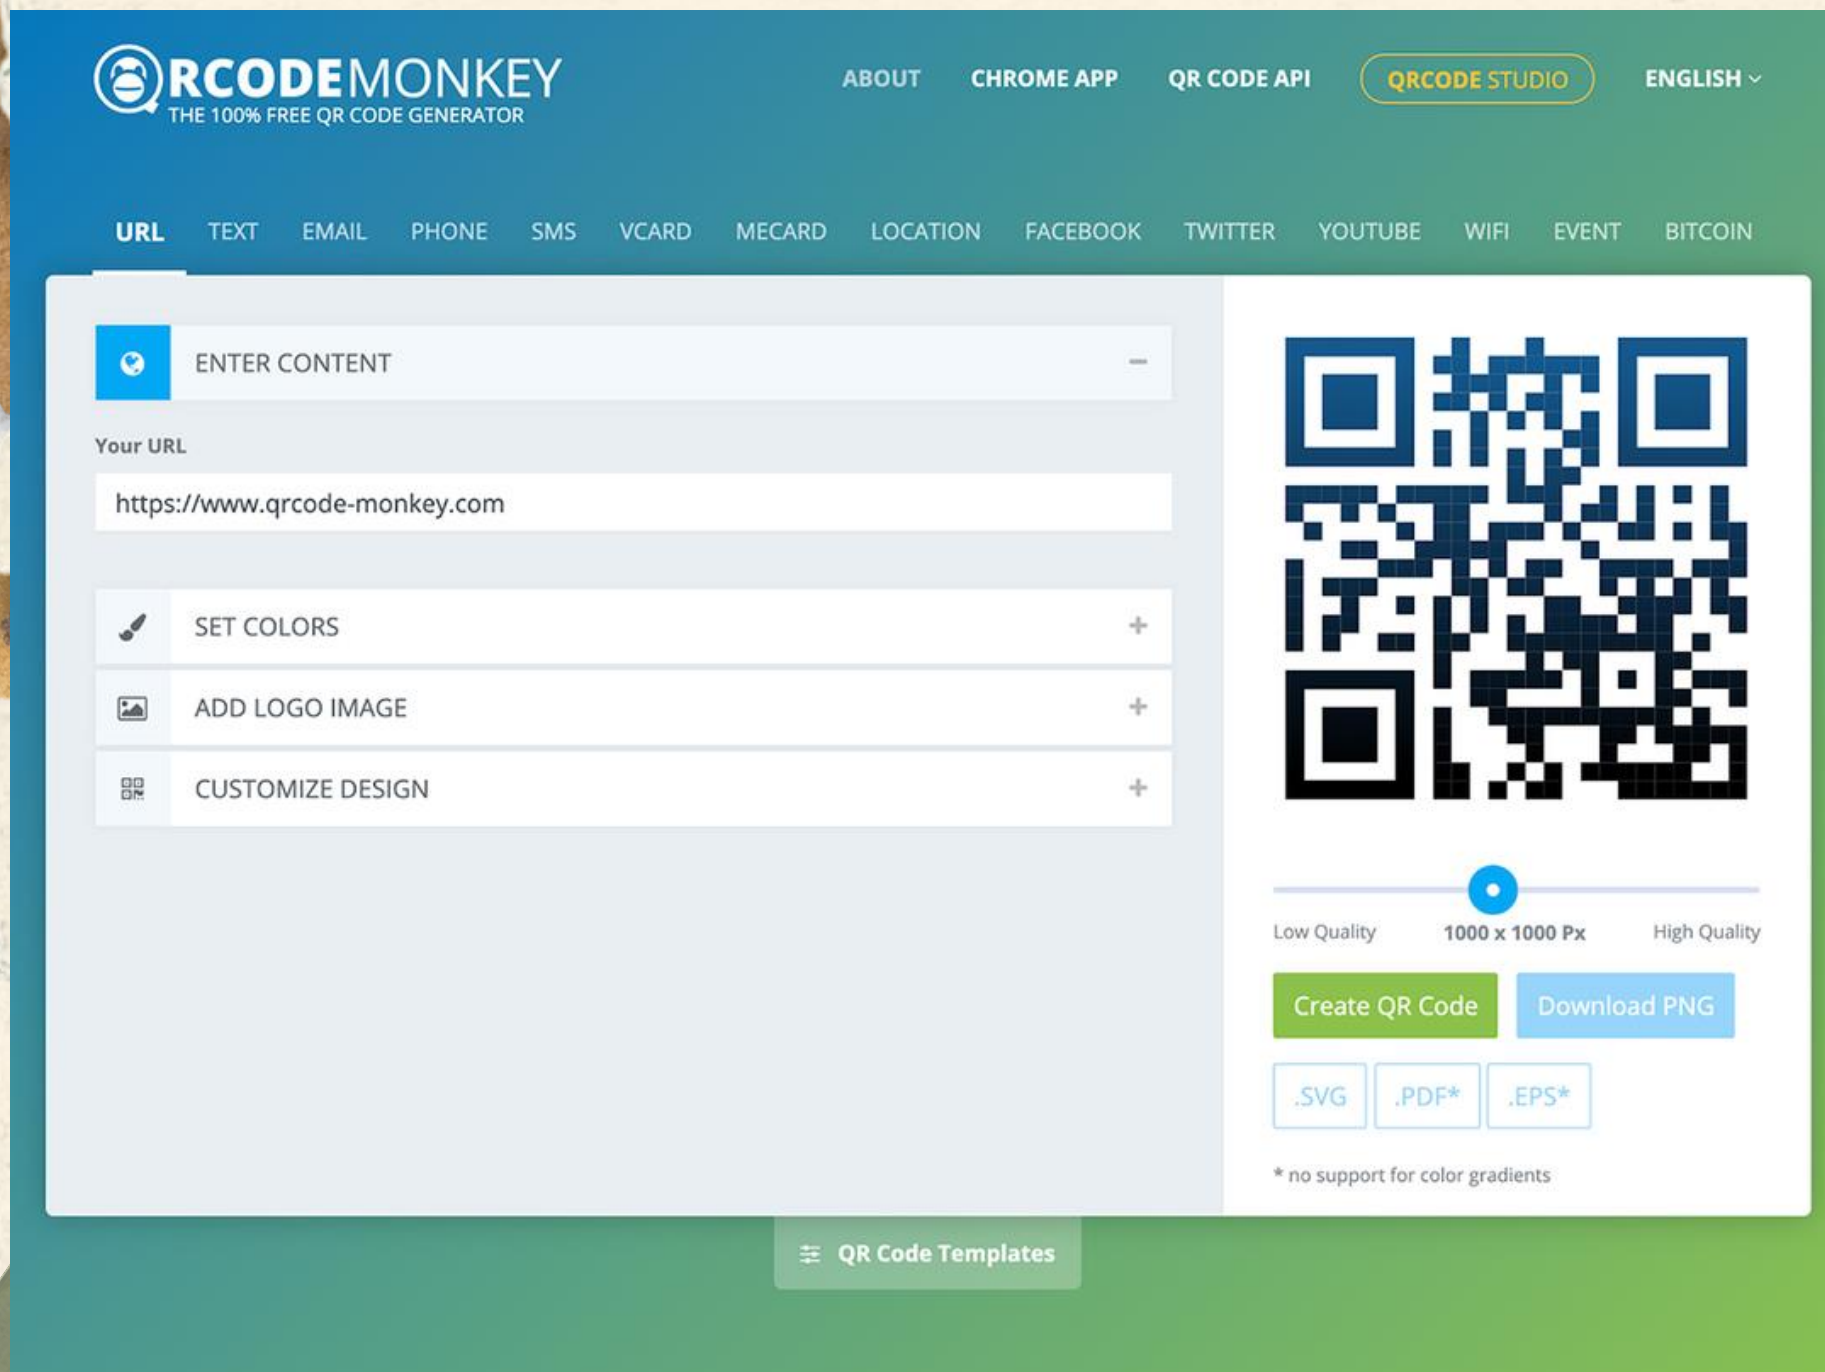 QRCODEMONKEY
THE 100% FREE QR CODE GENERATOR
ABOUT CHROME APP QR CODE API QRCODE STUDIO ENGLISH
URL TEXT EMAIL PHONE SMS VCARD MECARD LOCATION FACEBOOK TWITTER YOUTUBE WIFI EVENT BITCOIN
ENTER CONTENT
Your URL
https://www.qrcode-monkey.com
SET COLORS
ADD LOGO IMAGE
CUSTOMIZE DESIGN
Low Quality 1000 x 1000 Px High Quality
Create QR Code Download PNG
.SVG .PDF* .EPS*
* no support for color gradients
QR Code Templates